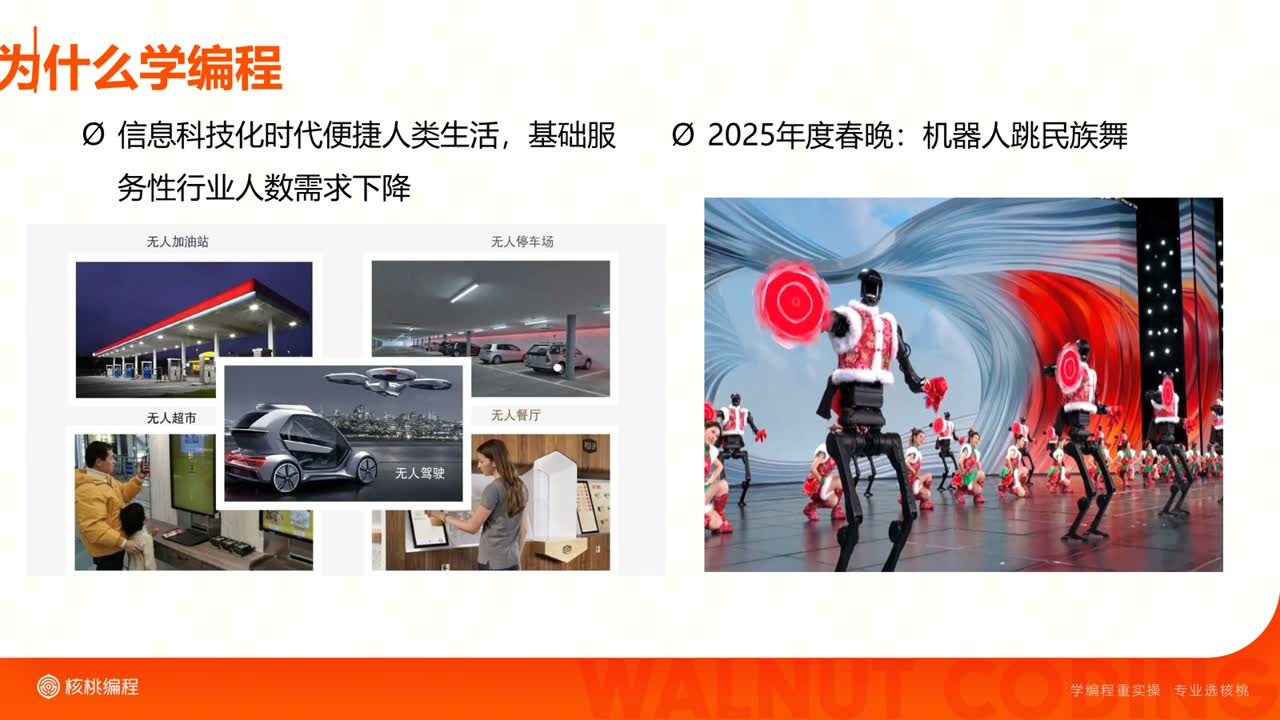 为什么学编程
Ø 信息科技化时代便捷人类生活，基础服
务性行业人数需求下降
Ø 2025年度春晚：机器人跳民族舞
无人加油站
无人停车场
无人超市
无人餐厅
无人驾驶
核桃编程
WALNUT CODING
学编程重实操 专业选核桃